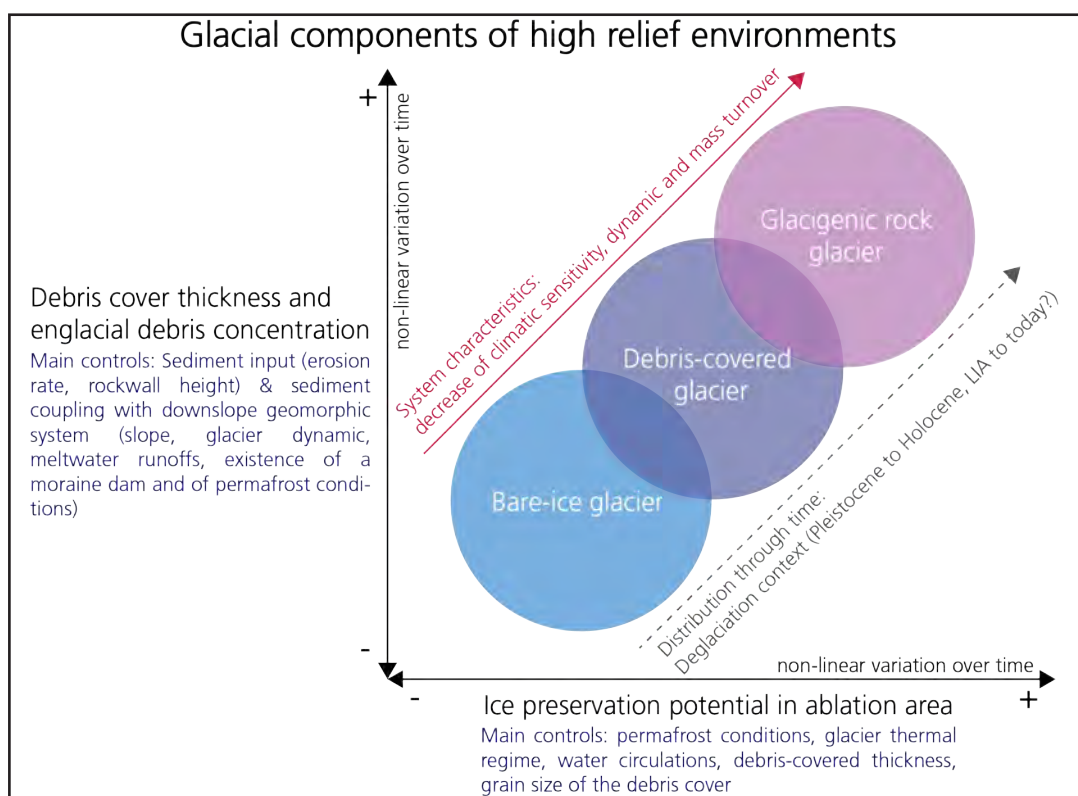 Glacial components of high relief environments
+
non-linear variation over time
System characteristics:
decrease of climatic sensitivity, dynamic and mass turnover
Glacigenic rock
glacier
Debris-covered
glacier
Bare-ice glacier
Debris cover thickness and
englacial debris concentration
Main controls: Sediment input (erosion
rate, rockwall height) & sediment
coupling with downslope geomorphic
system (slope, glacier dynamic,
meltwater runoffs, existence of a
moraine dam and of permafrost condi-
tions)
Distribution through time:
Deglaciation context (Pleistocene to Holocene, LIA to today?)
-
non-linear variation over time
-
+
Ice preservation potential in ablation area
Main controls: permafrost conditions, glacier thermal
regime, water circulations, debris-covered thickness,
grain size of the debris cover